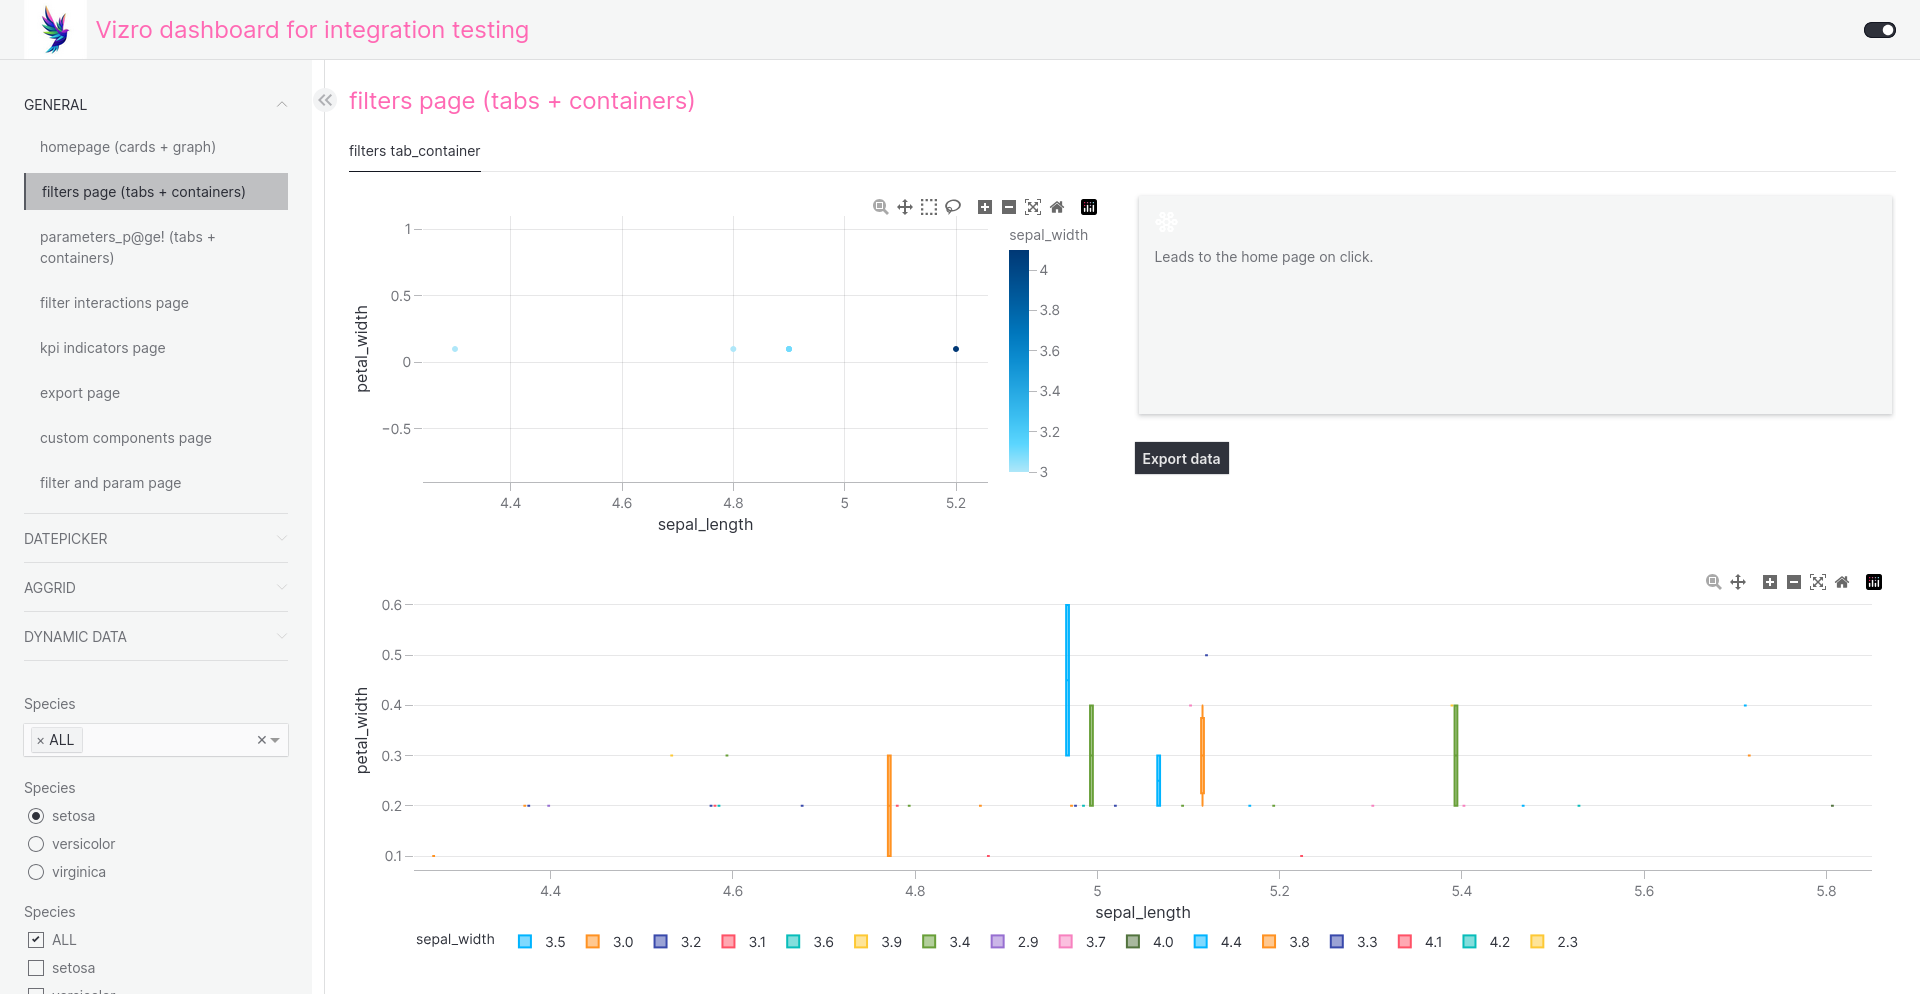 Vizro dashboard for integration testing
GENERAL
homepage (cards + graph)
filters page (tabs + containers)
parameters_p@ge! (tabs +
containers)
filter interactions page
kpi indicators page
export page
custom components page
filter and param page
DATEPICKER
AGGRID
DYNAMIC DATA
Species
× ALL
Species
setosa
versicolor
virginica
Species
ALL
setosa
versicolor
filters page (tabs + containers)
filters tab_container
sepal_width
1
0.5
0
−0.5
petal_width
4
3.8
3.6
3.4
3.2
3
4.4 4.6 4.8 5 5.2
sepal_length
Leads to the home page on click.
Export data
0.6
0.5
0.4
0.3
0.2
0.1
petal_width
4.4 4.6 4.8 5 5.2 5.4 5.6 5.8
sepal_length
sepal_width 3.5 3.0 3.2 3.1 3.6 3.9 3.4 2.9 3.7 4.0 4.4 3.8 3.3 4.1 4.2 2.3